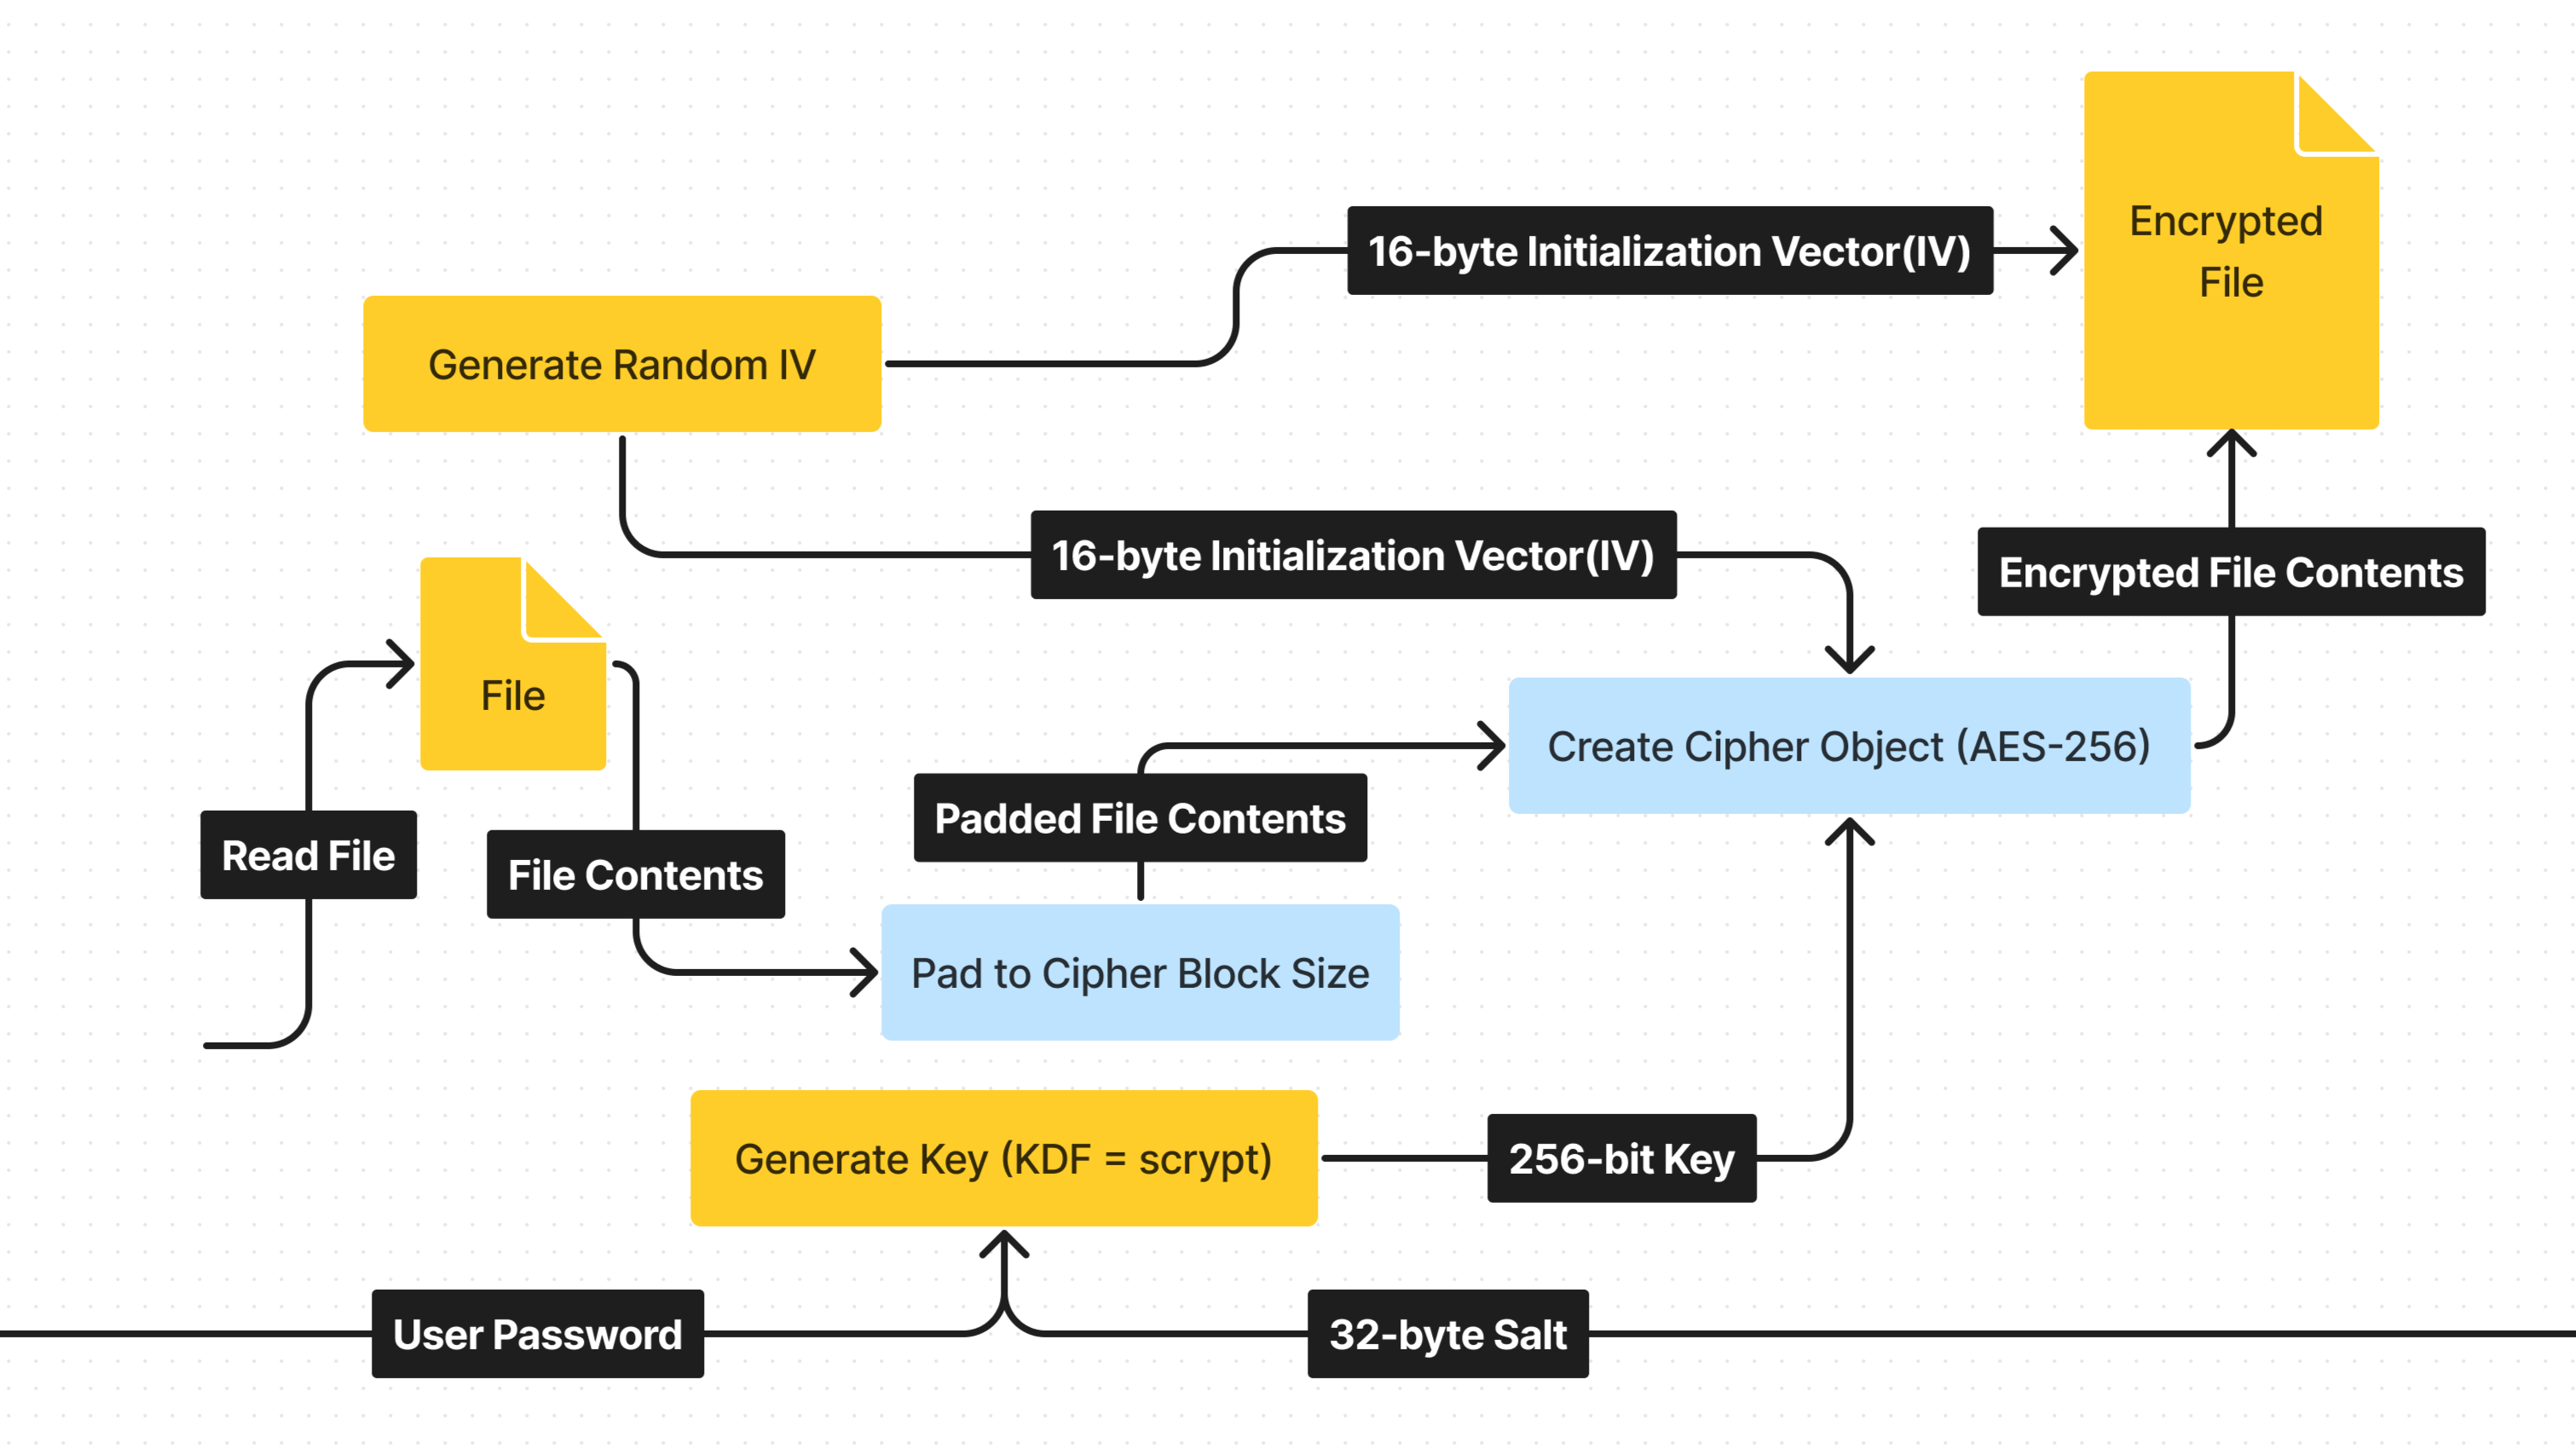 Encrypted
File
16-byte Initialization Vector(IV)
Generate Random IV
16-byte Initialization Vector(IV)
Encrypted File Contents
File
Create Cipher Object (AES-256)
Padded File Contents
Read File
File Contents
Pad to Cipher Block Size
Generate Key (KDF = scrypt)
256-bit Key
User Password
32-byte Salt